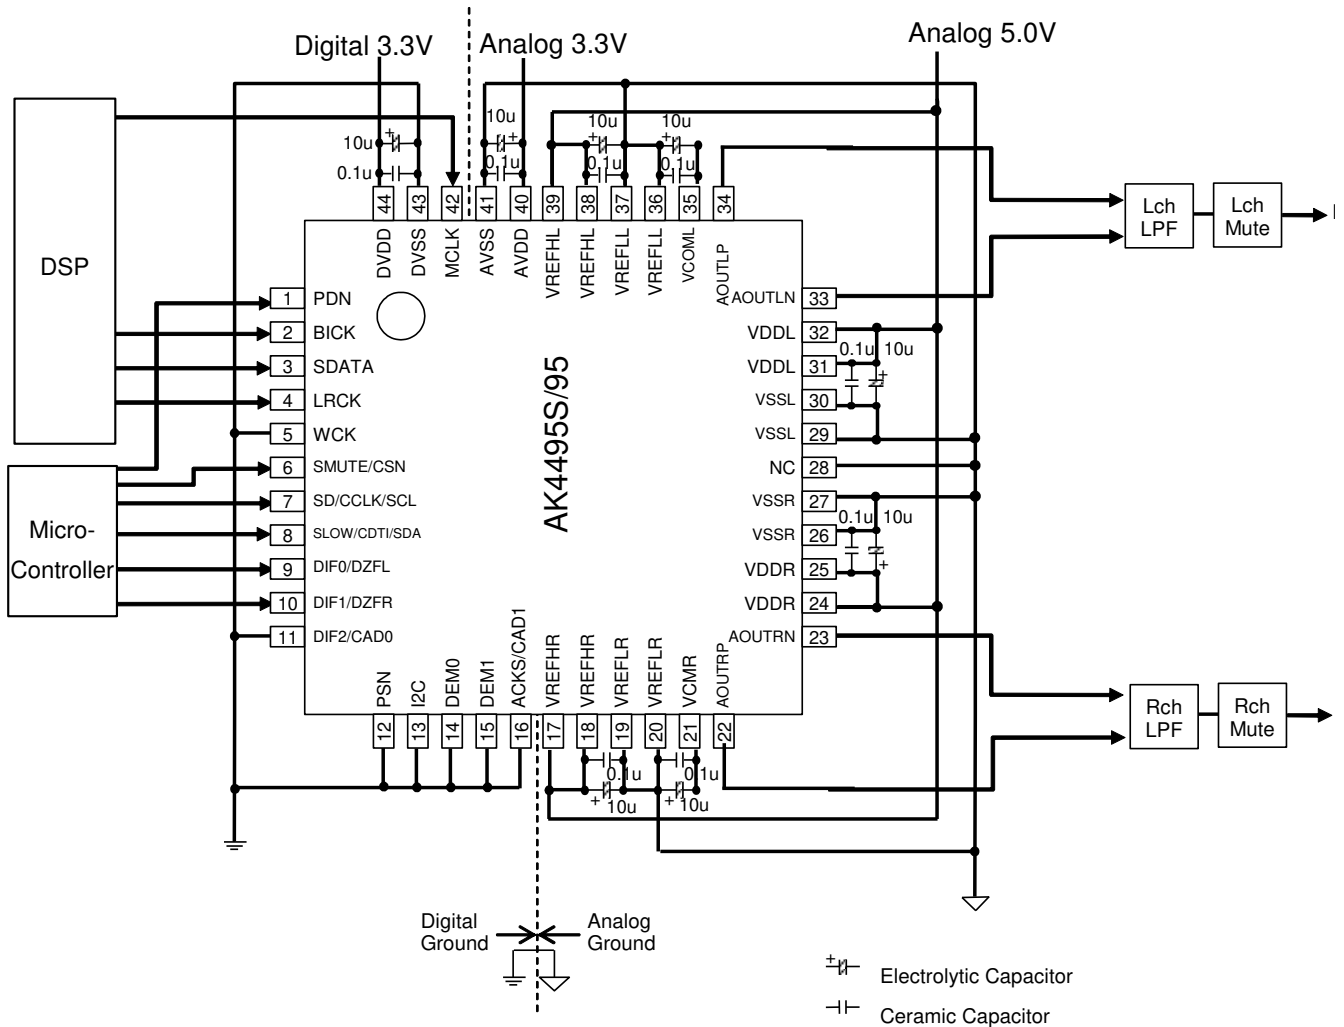 Digital 3.3V
Analog 3.3V
Analog 5.0V
10u
0.1u
10u
0.1u
10u
0.1u
10u
0.1u
44
43
42
41
40
39
38
37
36
35
34
DVDD
DVSS
MCLK
AVSS
AVDD
VREFHL
VREFHL
VREFLL
VREFLL
VCOML
AOUTLP
DSP
Micro-
Controller
1 PDN
2 BICK
3 SDATA
4 LRCK
5 WCK
6 SMUTE/CSN
7 SD/CCLK/SCL
8 SLOW/CDTI/SDA
9 DIF0/DZFL
10 DIF1/DZFR
11 DIF2/CAD0
AK4495S/95
AOUTLN 33
VDDL 32
VDDL 31
VSSL 30
VSSL 29
NC 28
VSSR 27
VSSR 26
VDDR 25
VDDR 24
AOUTRN 23
0.1u 10u
0.1u 10u
Lch
LPF
Lch
Mute
Rch
LPF
Rch
Mute
PSN
I2C
DEM0
DEM1
ACKS/CAD1
VREFHR
VREFHR
VREFLR
VREFLR
VCMR
AOUTRP
12
13
14
15
16
17
18
19
20
21
22
0.1u
10u
0.1u
10u
Digital
Ground
Analog
Ground
Electrolytic Capacitor
Ceramic Capacitor